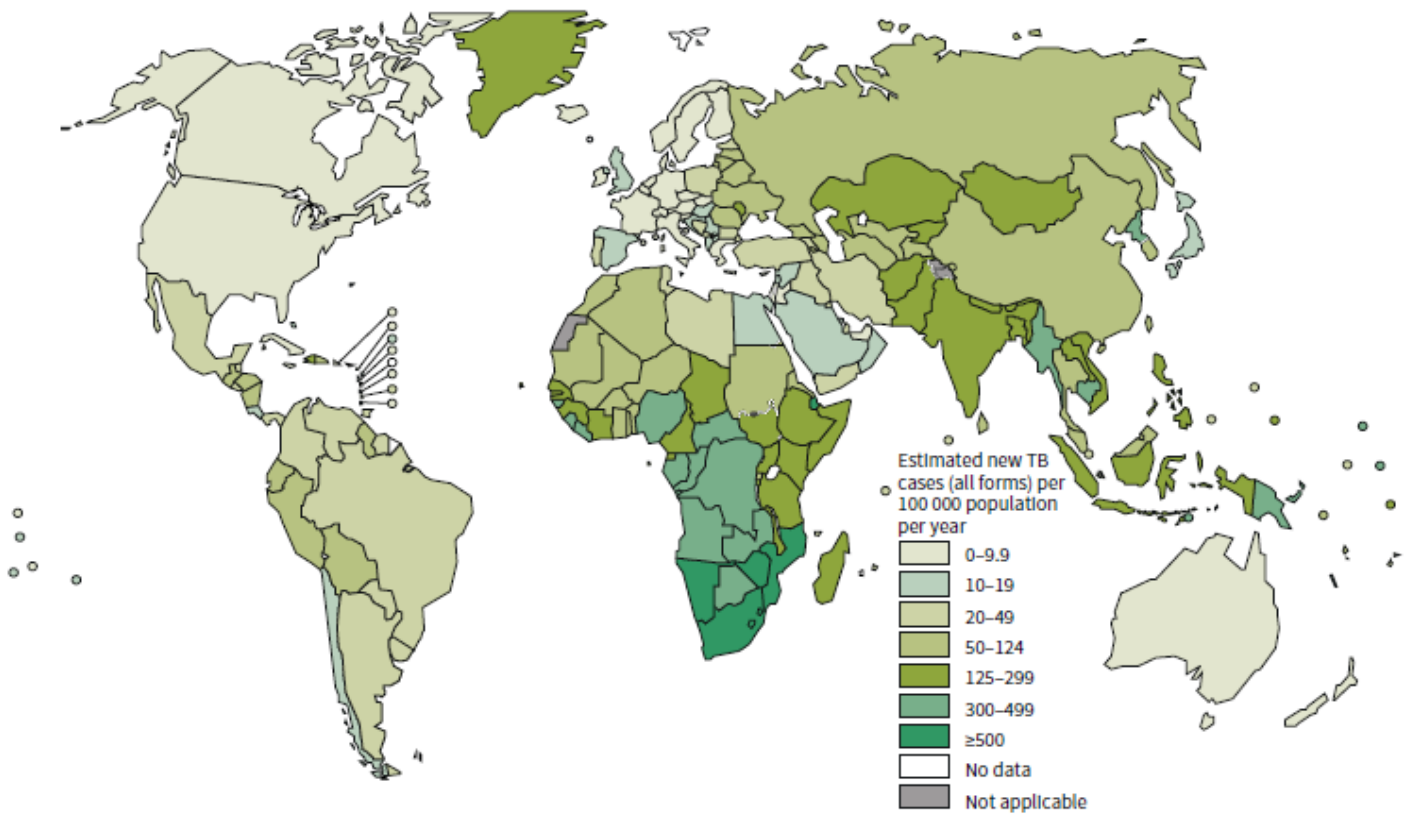 Estimated new TB
cases (all forms) per
100 000 population
per year
0–9.9
10–19
20–49
50–124
125–299
300–499
≥500
No data
Not applicable